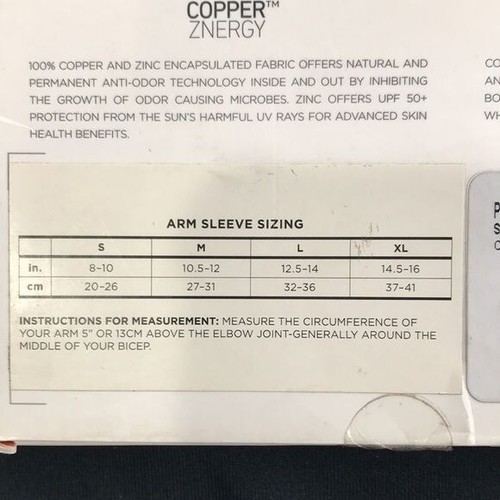 COPPER™
ZNERGY
100% COPPER AND ZINC ENCAPSULATED FABRIC OFFERS NATURAL AND
PERMANENT ANTI-ODOR TECHNOLOGY INSIDE AND OUT BY INHIBITING
THE GROWTH OF ODOR CAUSING MICROBES. ZINC OFFERS UPF 50+
PROTECTION FROM THE SUN'S HARMFUL UV RAYS FOR ADVANCED SKIN
HEALTH BENEFITS.
ARM SLEEVE SIZING
S M L XL
in. 8-10 10.5-12 12.5-14 14.5-16
cm 20-26 27-31 32-36 37-41
INSTRUCTIONS FOR MEASUREMENT: MEASURE THE CIRCUMFERENCE OF
YOUR ARM 5" OR 13CM ABOVE THE ELBOW JOINT-GENERALLY AROUND THE
MIDDLE OF YOUR BICEP.